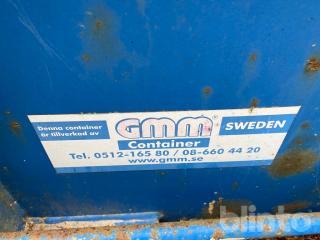 Denna container
är tillverkad av
GMM® SWEDEN
Container
Tel. 0512-165 80 / 08-660 44 20
www.gmm.se
blinto